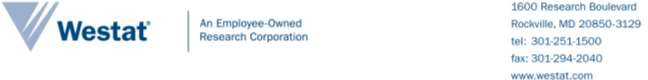 Westat®
An Employee-Owned
Research Corporation
1600 Research Boulevard
Rockville, MD 20850-3129
tel: 301-251-1500
fax: 301-294-2040
www.westat.com